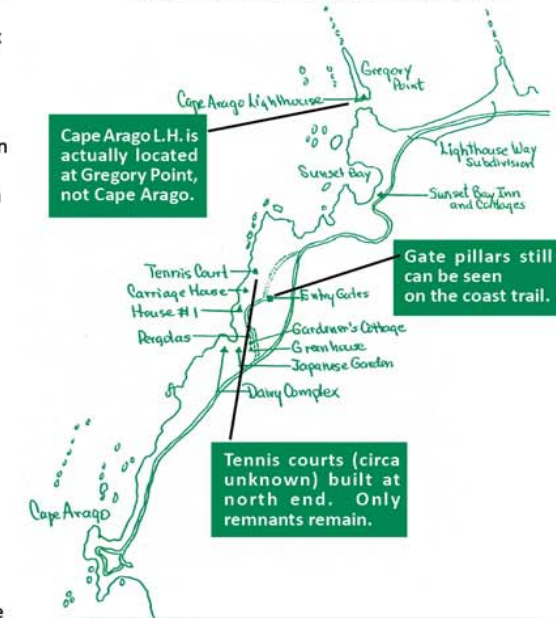 Gregory
Point
Cape Arago Lighthouse
Cape Arago L.H. is
actually located
at Gregory Point,
not Cape Arago.
Lighthouse Way
Subdivision
Sunset Bay
Sunset Bay Inn
and Cottages
Gate pillars still
can be seen
on the coast trail.
Tennis Court
Carriage House
Entry Gates
House #1
Pergolas
Gardener's Cottage
Greenhouse
Japanese Garden
Dairy Complex
Tennis courts (circa
unknown) built at
north end. Only
remnants remain.
Cape Arago